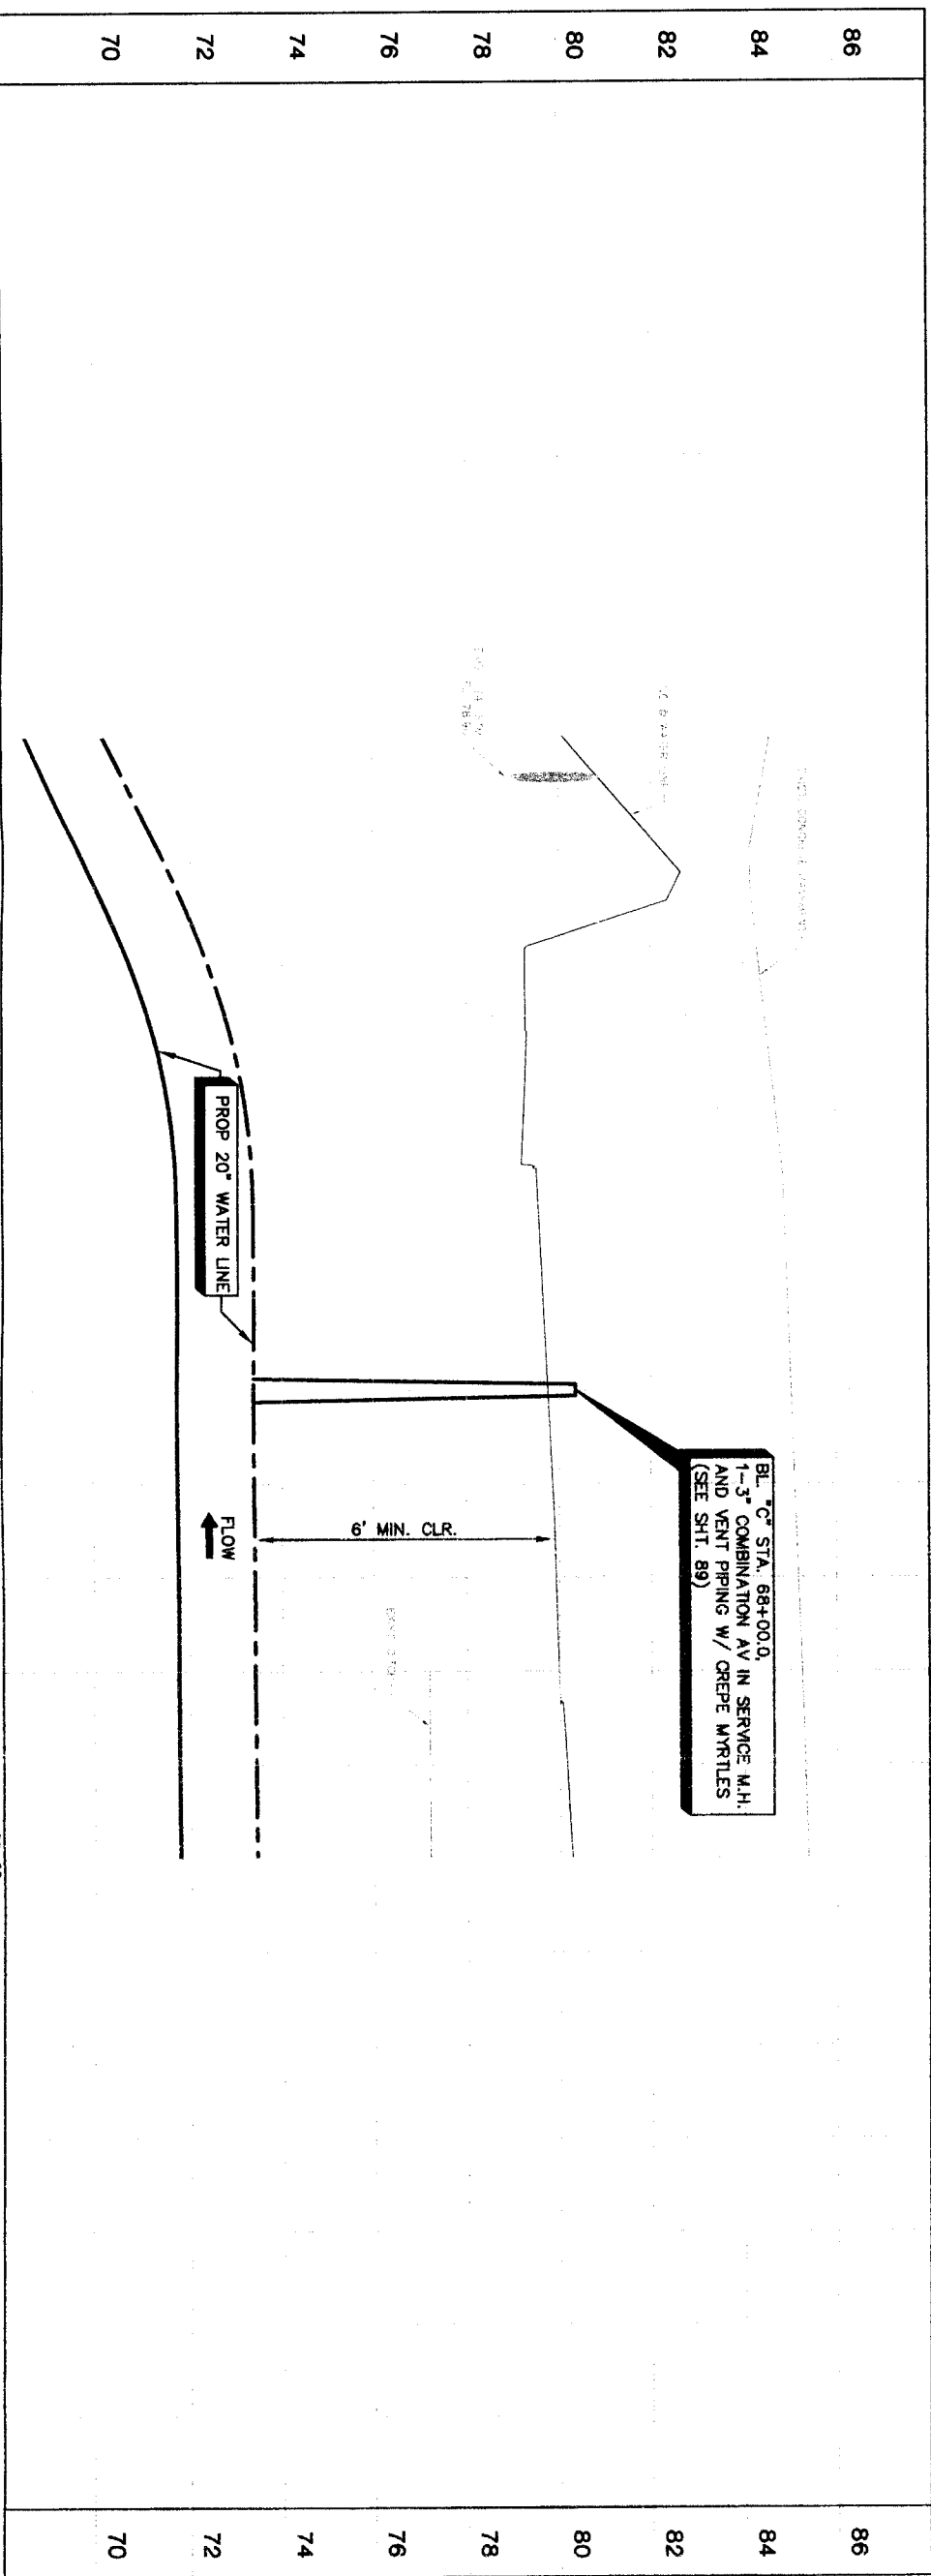 86
84
82
80
78
76
74
72
70
BL. "C" STA. 68+00.0,
1-3" COMBINATION AV IN SERVICE M.H.
AND VENT PIPING W/ CREPE MYRTLES
(SEE SHT. 89)
6' MIN. CLR.
PROP 20" WATER LINE
FLOW
86
84
82
80
78
76
74
72
70